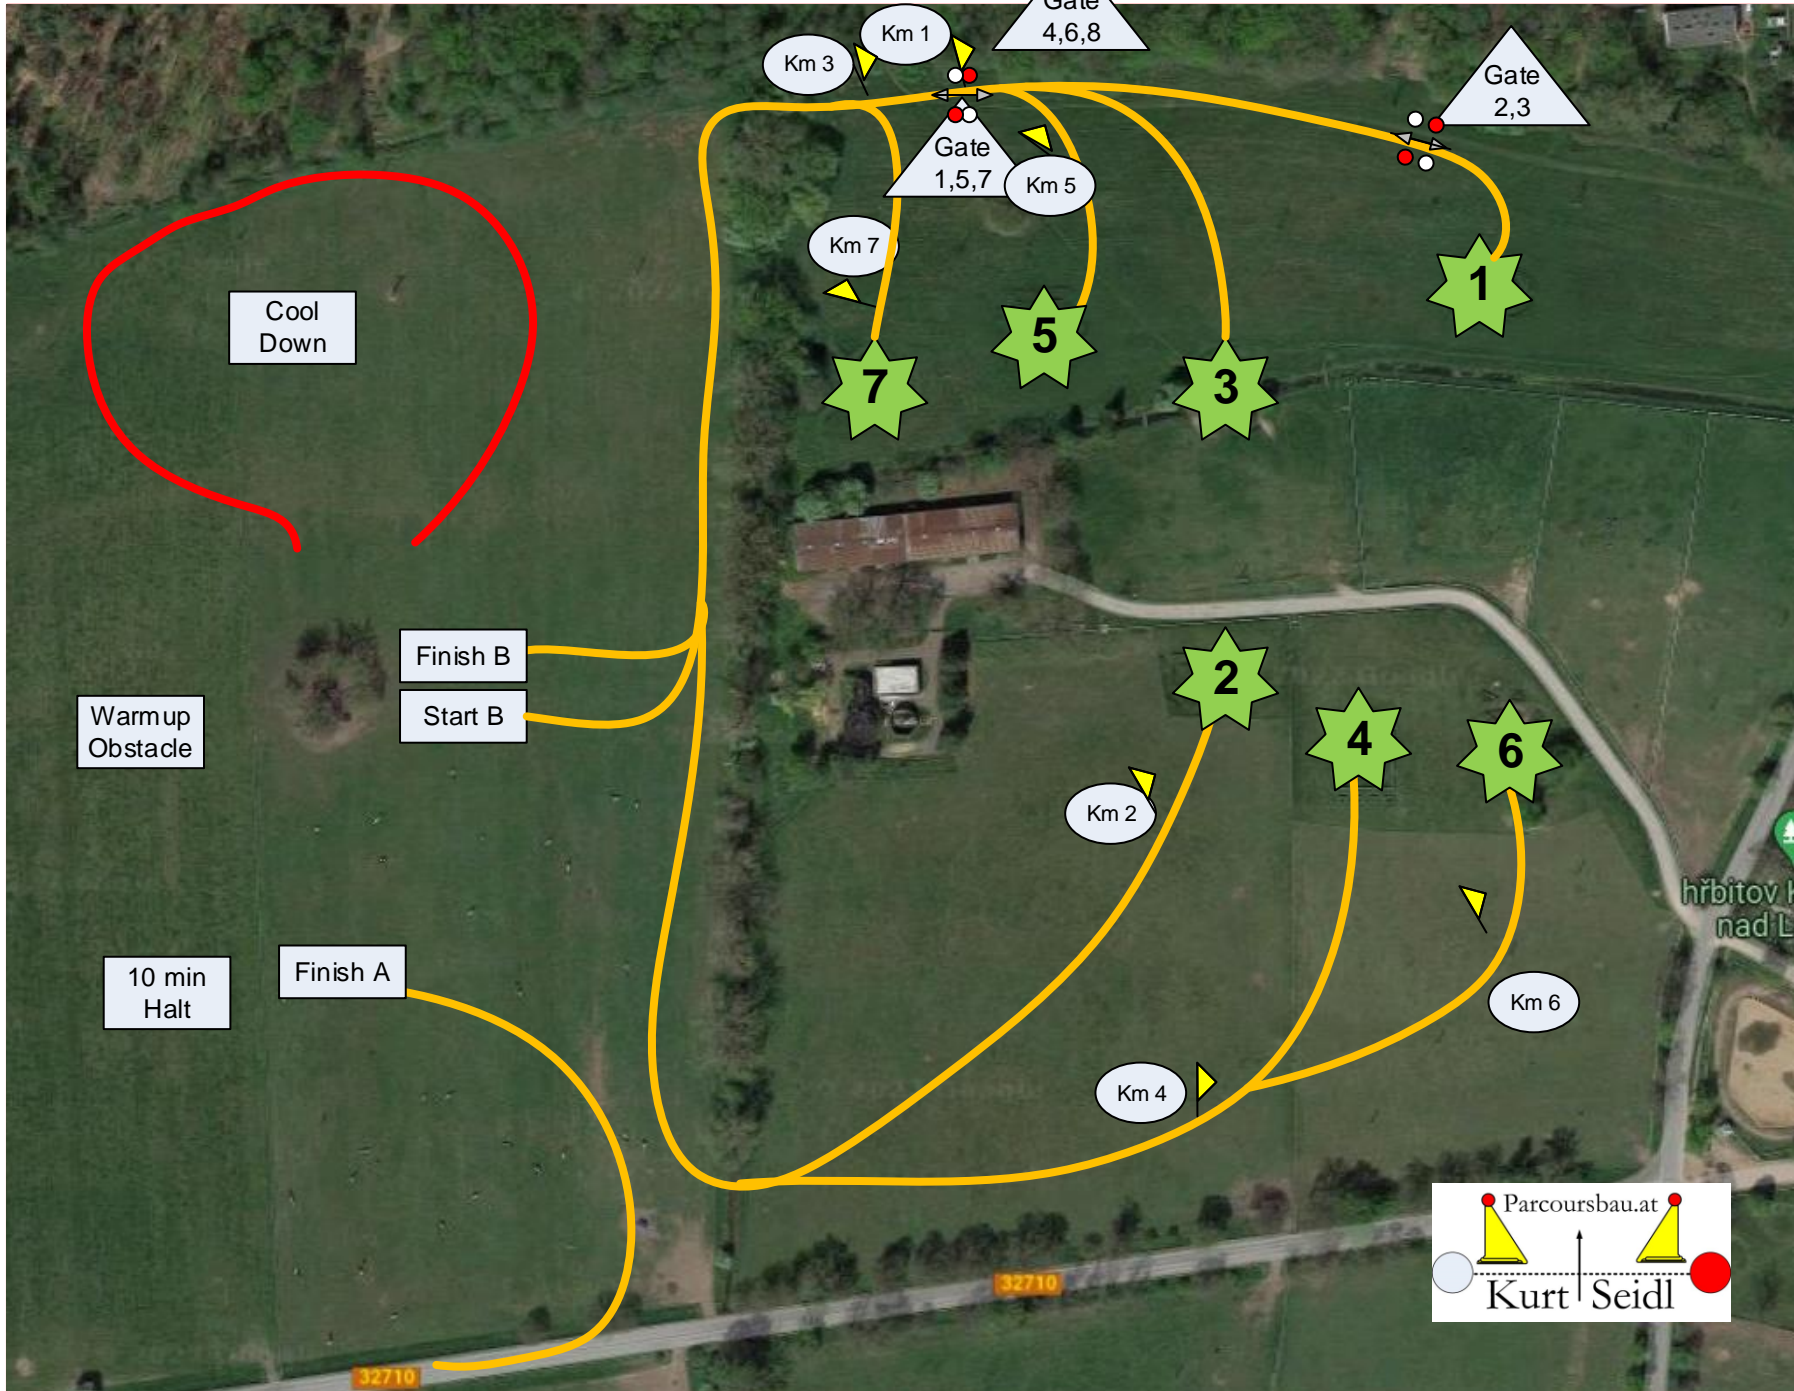 Gate
4,6,8
Km 1
Km 3
Gate
2,3
Gate
1,5,7
Km 5
Km 7
1
5
7
3
Cool
Down
Finish B
Start B
Warmup
Obstacle
2
4
6
Km 2
hřbitov
nad L
10 min
Halt
Finish A
Km 6
Km 4
Parcoursbau.at
Kurt Seidl
32710
32710